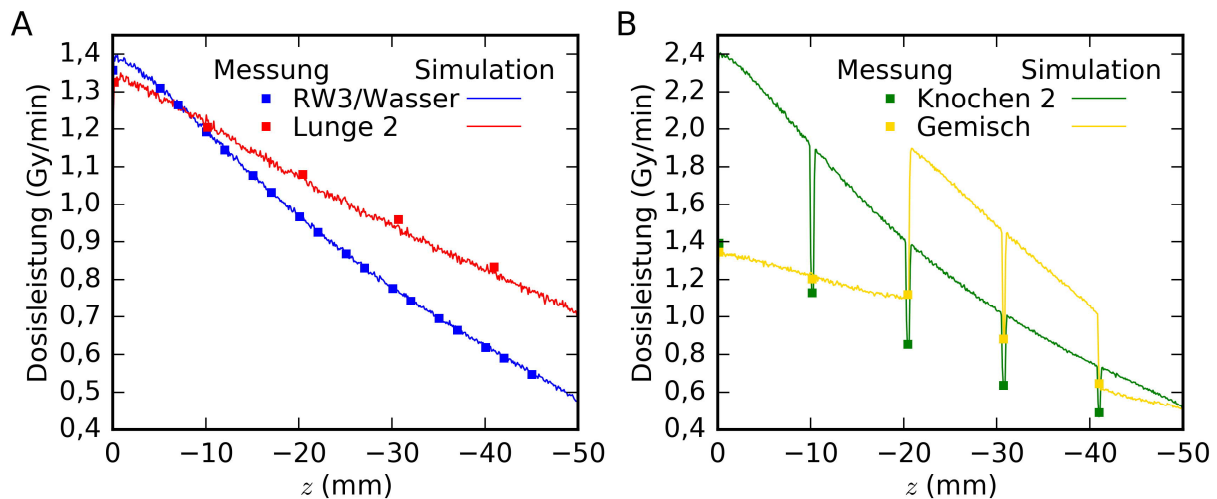 A
Dosisleistung (Gy/min)
1,4
1,3
1,2
1,1
1,0
0,9
0,8
0,7
0,6
0,5
0,4
Messung Simulation
RW3/Wasser
Lunge 2
0 −10 −20 −30 −40 −50
z (mm)
B
Dosisleistung (Gy/min)
2,4
2,2
2,0
1,8
1,6
1,4
1,2
1,0
0,8
0,6
0,4
Messung Simulation
Knochen 2
Gemisch
0 −10 −20 −30 −40 −50
z (mm)